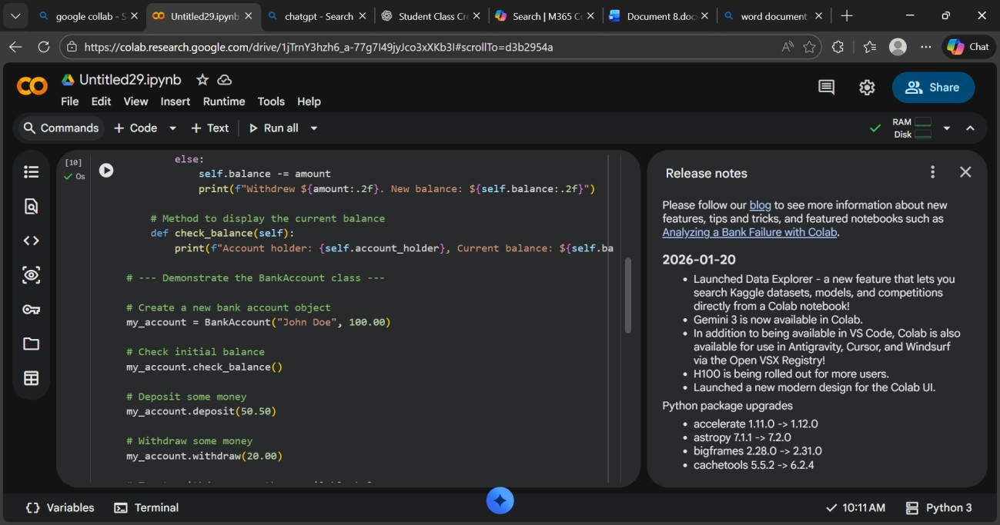 google collab - S
Untitled29.ipynb
chatgpt - Search
Student Class Cre
Search | M365 Co
Document 8.doc
word document
https://colab.research.google.com/drive/1jTrnY3hzh6_a-77g7I49jyJco3xXKb3I#scrollTo=d3b2954a
Chat
Untitled29.ipynb
File Edit View Insert Runtime Tools Help
Share
Commands + Code + Text Run all
RAM
Disk
[10]
0s
else:
self.balance -= amount
print(f"Withdrew ${amount:.2f}. New balance: ${self.balance:.2f}")
# Method to display the current balance
def check_balance(self):
print(f"Account holder: {self.account_holder}, Current balance: ${self.ba
# --- Demonstrate the BankAccount class ---
# Create a new bank account object
my_account = BankAccount("John Doe", 100.00)
# Check initial balance
my_account.check_balance()
# Deposit some money
my_account.deposit(50.50)
# Withdraw some money
my_account.withdraw(20.00)
Release notes
Please follow our blog to see more information about new
features, tips and tricks, and featured notebooks such as
Analyzing a Bank Failure with Colab.
2026-01-20
• Launched Data Explorer - a new feature that lets you
search Kaggle datasets, models, and competitions
directly from a Colab notebook!
• Gemini 3 is now available in Colab.
• In addition to being available in VS Code, Colab is also
available for use in Antigravity, Cursor, and Windsurf
via the Open VSX Registry!
• H100 is being rolled out for more users.
• Launched a new modern design for the Colab UI.
Python package upgrades
• accelerate 1.11.0 -> 1.12.0
• astropy 7.1.1 -> 7.2.0
• bigframes 2.28.0 -> 2.31.0
• cachetools 5.5.2 -> 6.2.4
{} Variables Terminal
10:11 AM Python 3